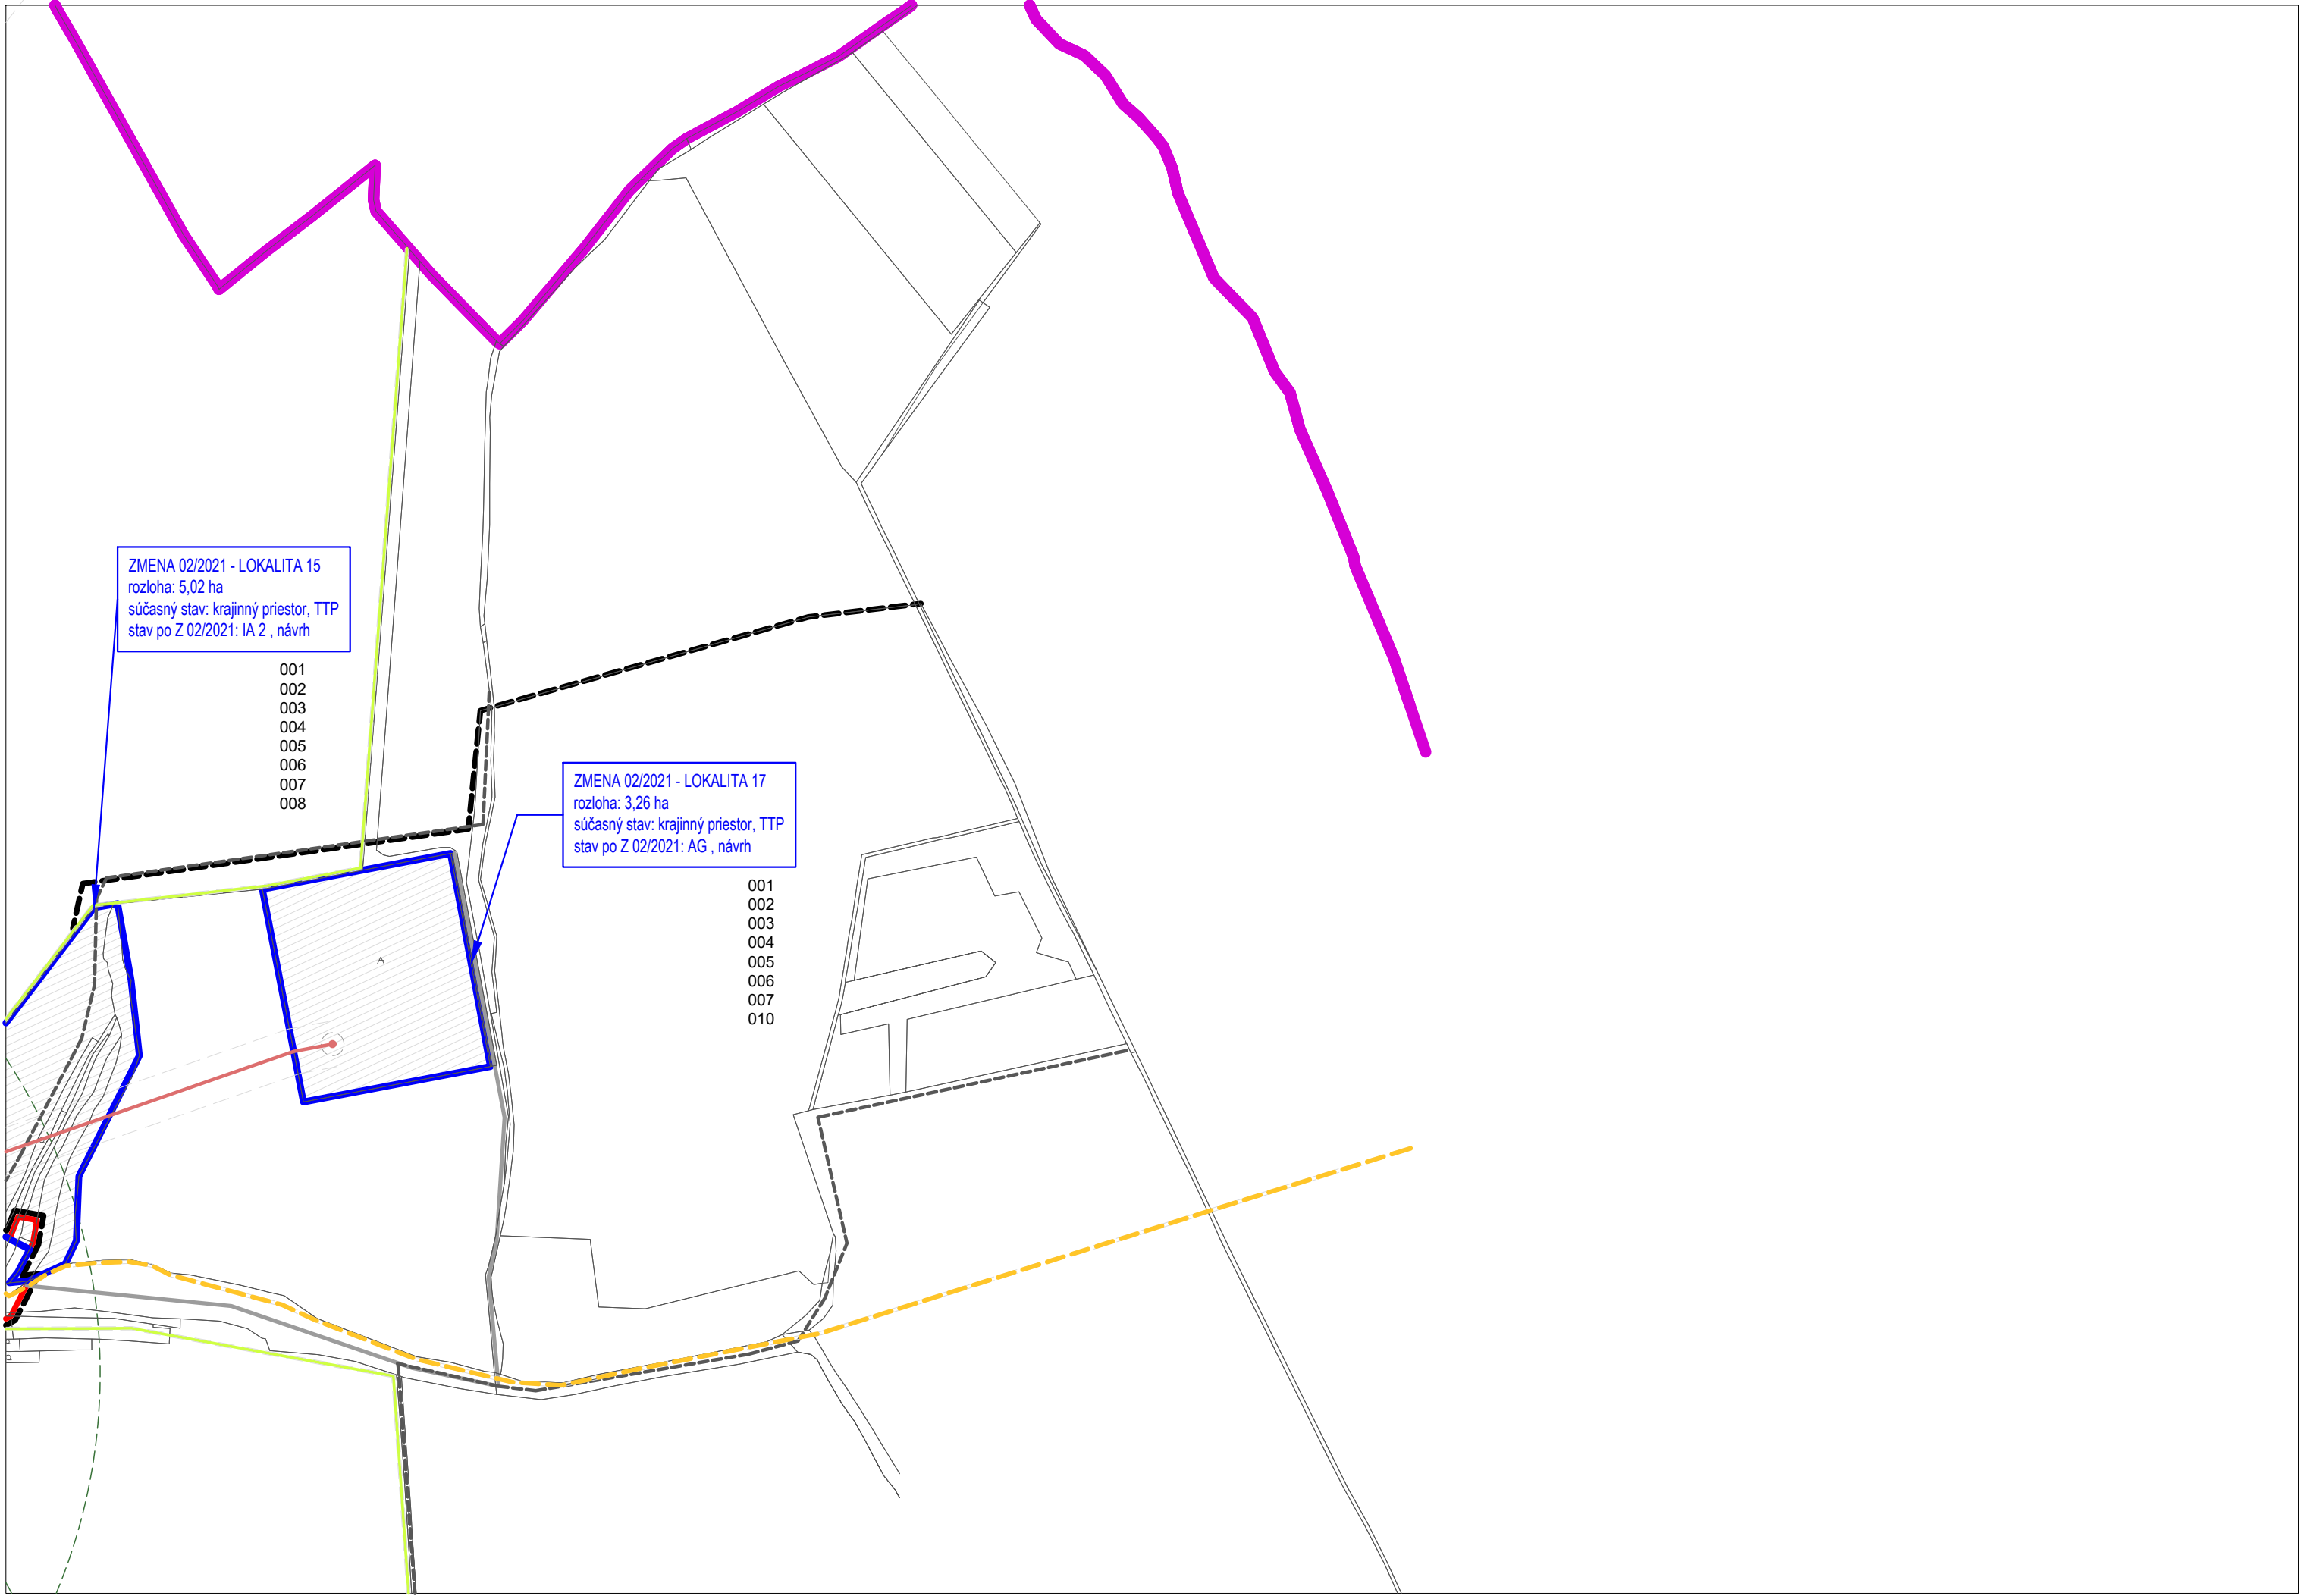 ZMENA 02/2021 - LOKALITA 15
rozloha: 5,02 ha
súčasný stav: krajinný priestor, TTP
stav po Z 02/2021: IA 2 , návrh
001
002
003
004
005
006
007
008
ZMENA 02/2021 - LOKALITA 17
rozloha: 3,26 ha
súčasný stav: krajinný priestor, TTP
stav po Z 02/2021: AG , návrh
001
002
003
004
005
006
007
010